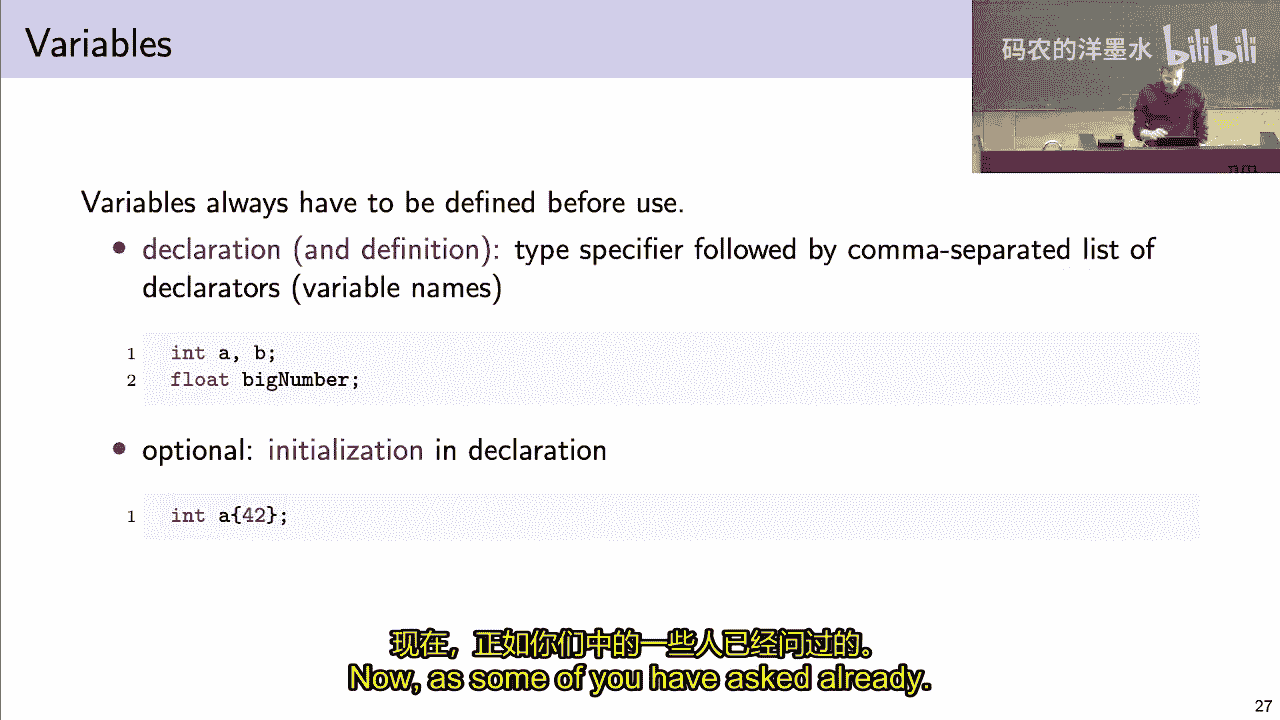 Variables
码农的洋墨水 bilibili
Variables always have to be defined before use.
• declaration (and definition): type specifier followed by comma-separated list of
declarators (variable names)
1 int a, b;
2 float bigNumber;
• optional: initialization in declaration
1 int a{42};
现在，正如你们中的一些人已经问过的。
Now, as some of you have asked already.
27